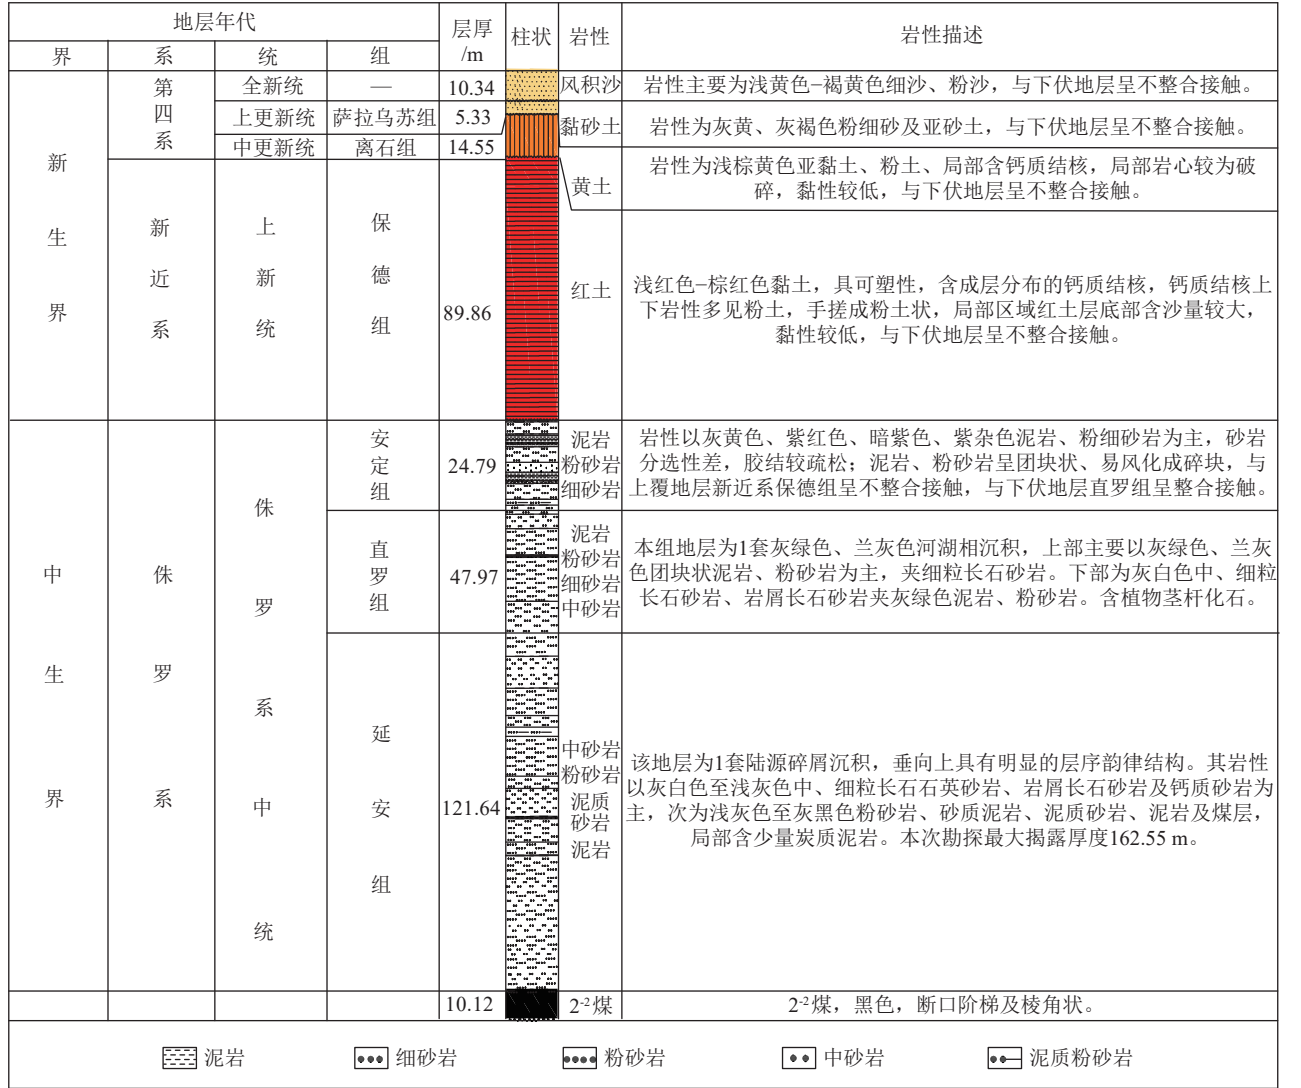 地层年代
层厚
/m
柱状
岩性
岩性描述
界
系
统
组
新
生
界
第
四
系
全新统
—
10.34
风积沙
岩性主要为浅黄色–褐黄色细沙、粉沙，与下伏地层呈不整合接触。
上更新统
萨拉乌苏组
5.33
黏砂土
岩性为灰黄、灰褐色粉细砂及亚砂土，与下伏地层呈不整合接触。
中更新统
离石组
14.55
黄土
岩性为浅棕黄色亚黏土、粉土、局部含钙质结核，局部岩心较为破
碎，黏性较低，与下伏地层呈不整合接触。
新
近
系
上
新
统
保
德
组
89.86
红土
浅红色–棕红色黏土，具可塑性，含成层分布的钙质结核，钙质结核上
下岩性多见粉土，手搓成粉土状，局部区域红土层底部含沙量较大，
黏性较低，与下伏地层呈不整合接触。
中
生
界
侏
罗
系
侏
罗
系
中
统
安
定
组
24.79
泥岩
粉砂岩
细砂岩
岩性以灰黄色、紫红色、暗紫色、紫杂色泥岩、粉细砂岩为主，砂岩
分选性差，胶结较疏松；泥岩、粉砂岩呈团块状、易风化成碎块，与
上覆地层新近系保德组呈不整合接触，与下伏地层直罗组呈整合接触。
直
罗
组
47.97
泥岩
粉砂岩
细砂岩
中砂岩
本组地层为1套灰绿色、兰灰色河湖相沉积，上部主要以灰绿色、兰灰
色团块状泥岩、粉砂岩为主，夹细粒长石砂岩。下部为灰白色中、细粒
长石砂岩、岩屑长石砂岩夹灰绿色泥岩、粉砂岩。含植物茎杆化石。
延
安
组
121.64
中砂岩
粉砂岩
泥质
砂岩
泥岩
该地层为1套陆源碎屑沉积，垂向上具有明显的层序韵律结构。其岩性
以灰白色至浅灰色中、细粒长石石英砂岩、岩屑长石砂岩及钙质砂岩为
主，次为浅灰色至灰黑色粉砂岩、砂质泥岩、泥质砂岩、泥岩及煤层，
局部含少量炭质泥岩。本次勘探最大揭露厚度162.55 m。
10.12
2⁻²煤
2⁻²煤，黑色，断口阶梯及棱角状。
泥岩
细砂岩
粉砂岩
中砂岩
泥质粉砂岩